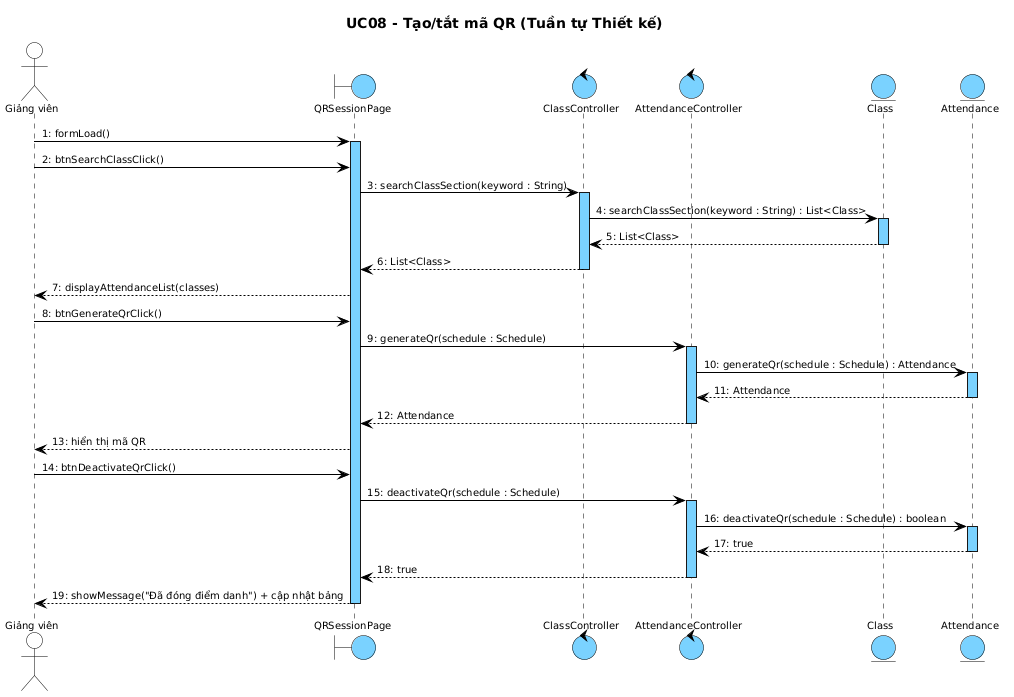 UC08 - Tạo/tắt mã QR (Tuần tự Thiết kế)
Giảng viên
QRSessionPage
ClassController
AttendanceController
Class
Attendance
1: formLoad()
2: btnSearchClassClick()
3: searchClassSection(keyword : String)
4: searchClassSection(keyword : String) : List<Class>
5: List<Class>
6: List<Class>
7: displayAttendanceList(classes)
8: btnGenerateQrClick()
9: generateQr(schedule : Schedule)
10: generateQr(schedule : Schedule) : Attendance
11: Attendance
12: Attendance
13: hiển thị mã QR
14: btnDeactivateQrClick()
15: deactivateQr(schedule : Schedule)
16: deactivateQr(schedule : Schedule) : boolean
17: true
18: true
19: showMessage("Đã đóng điểm danh") + cập nhật bảng
Giảng viên
QRSessionPage
ClassController
AttendanceController
Class
Attendance